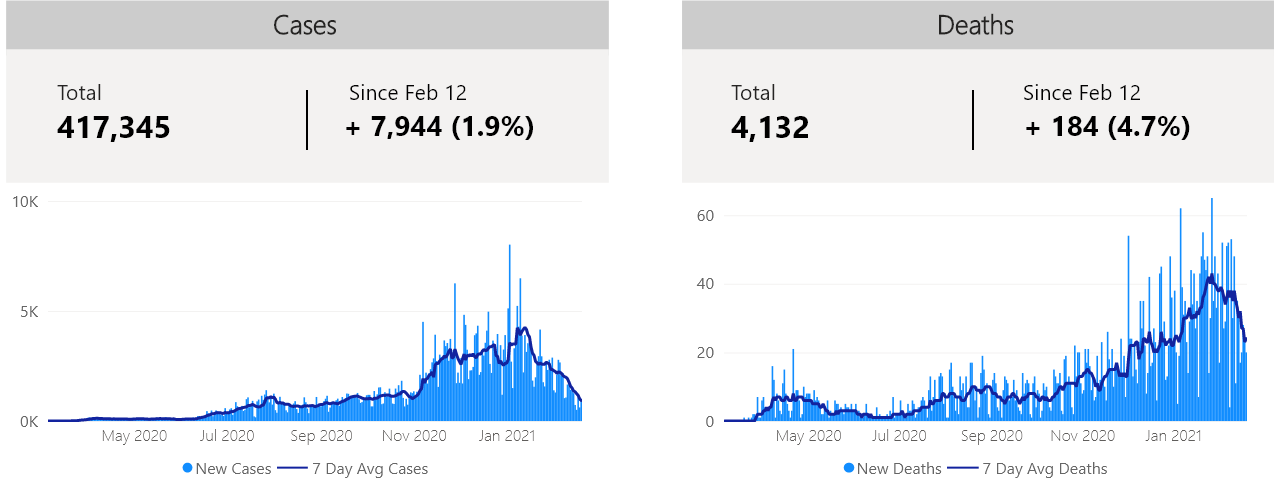 Cases
Total
417,345
Since Feb 12
+ 7,944 (1.9%)
10K
5K
0K
May 2020 Jul 2020 Sep 2020 Nov 2020 Jan 2021
New Cases 7 Day Avg Cases
Deaths
Total
4,132
Since Feb 12
+ 184 (4.7%)
60
40
20
0
May 2020 Jul 2020 Sep 2020 Nov 2020 Jan 2021
New Deaths 7 Day Avg Deaths